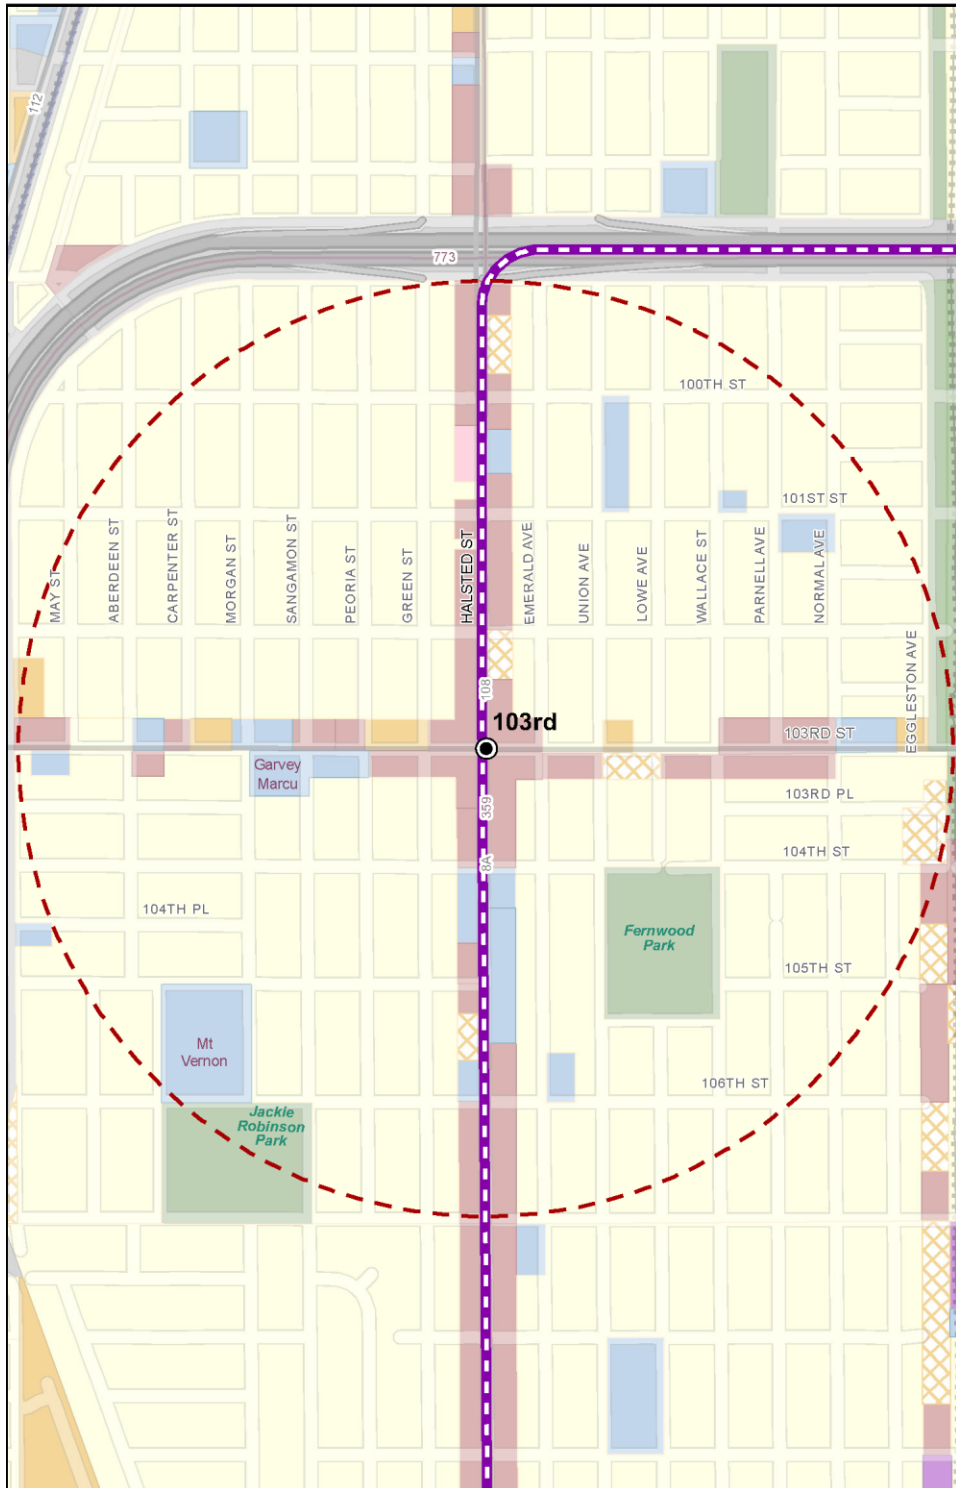 112
773
100TH ST
101ST ST
MAY ST
ABERDEEN ST
CARPENTER ST
MORGAN ST
SANGAMON ST
PEORIA ST
GREEN ST
HALSTED ST
EMERALD AVE
UNION AVE
LOWE AVE
WALLACE ST
PARNELL AVE
NORMAL AVE
EGGLESTON AVE
108
103rd
103RD ST
Garvey
Marcu
103RD PL
359
104TH ST
8A
104TH PL
Fernwood
Park
105TH ST
Mt
Vernon
106TH ST
Jackie
Robinson
Park